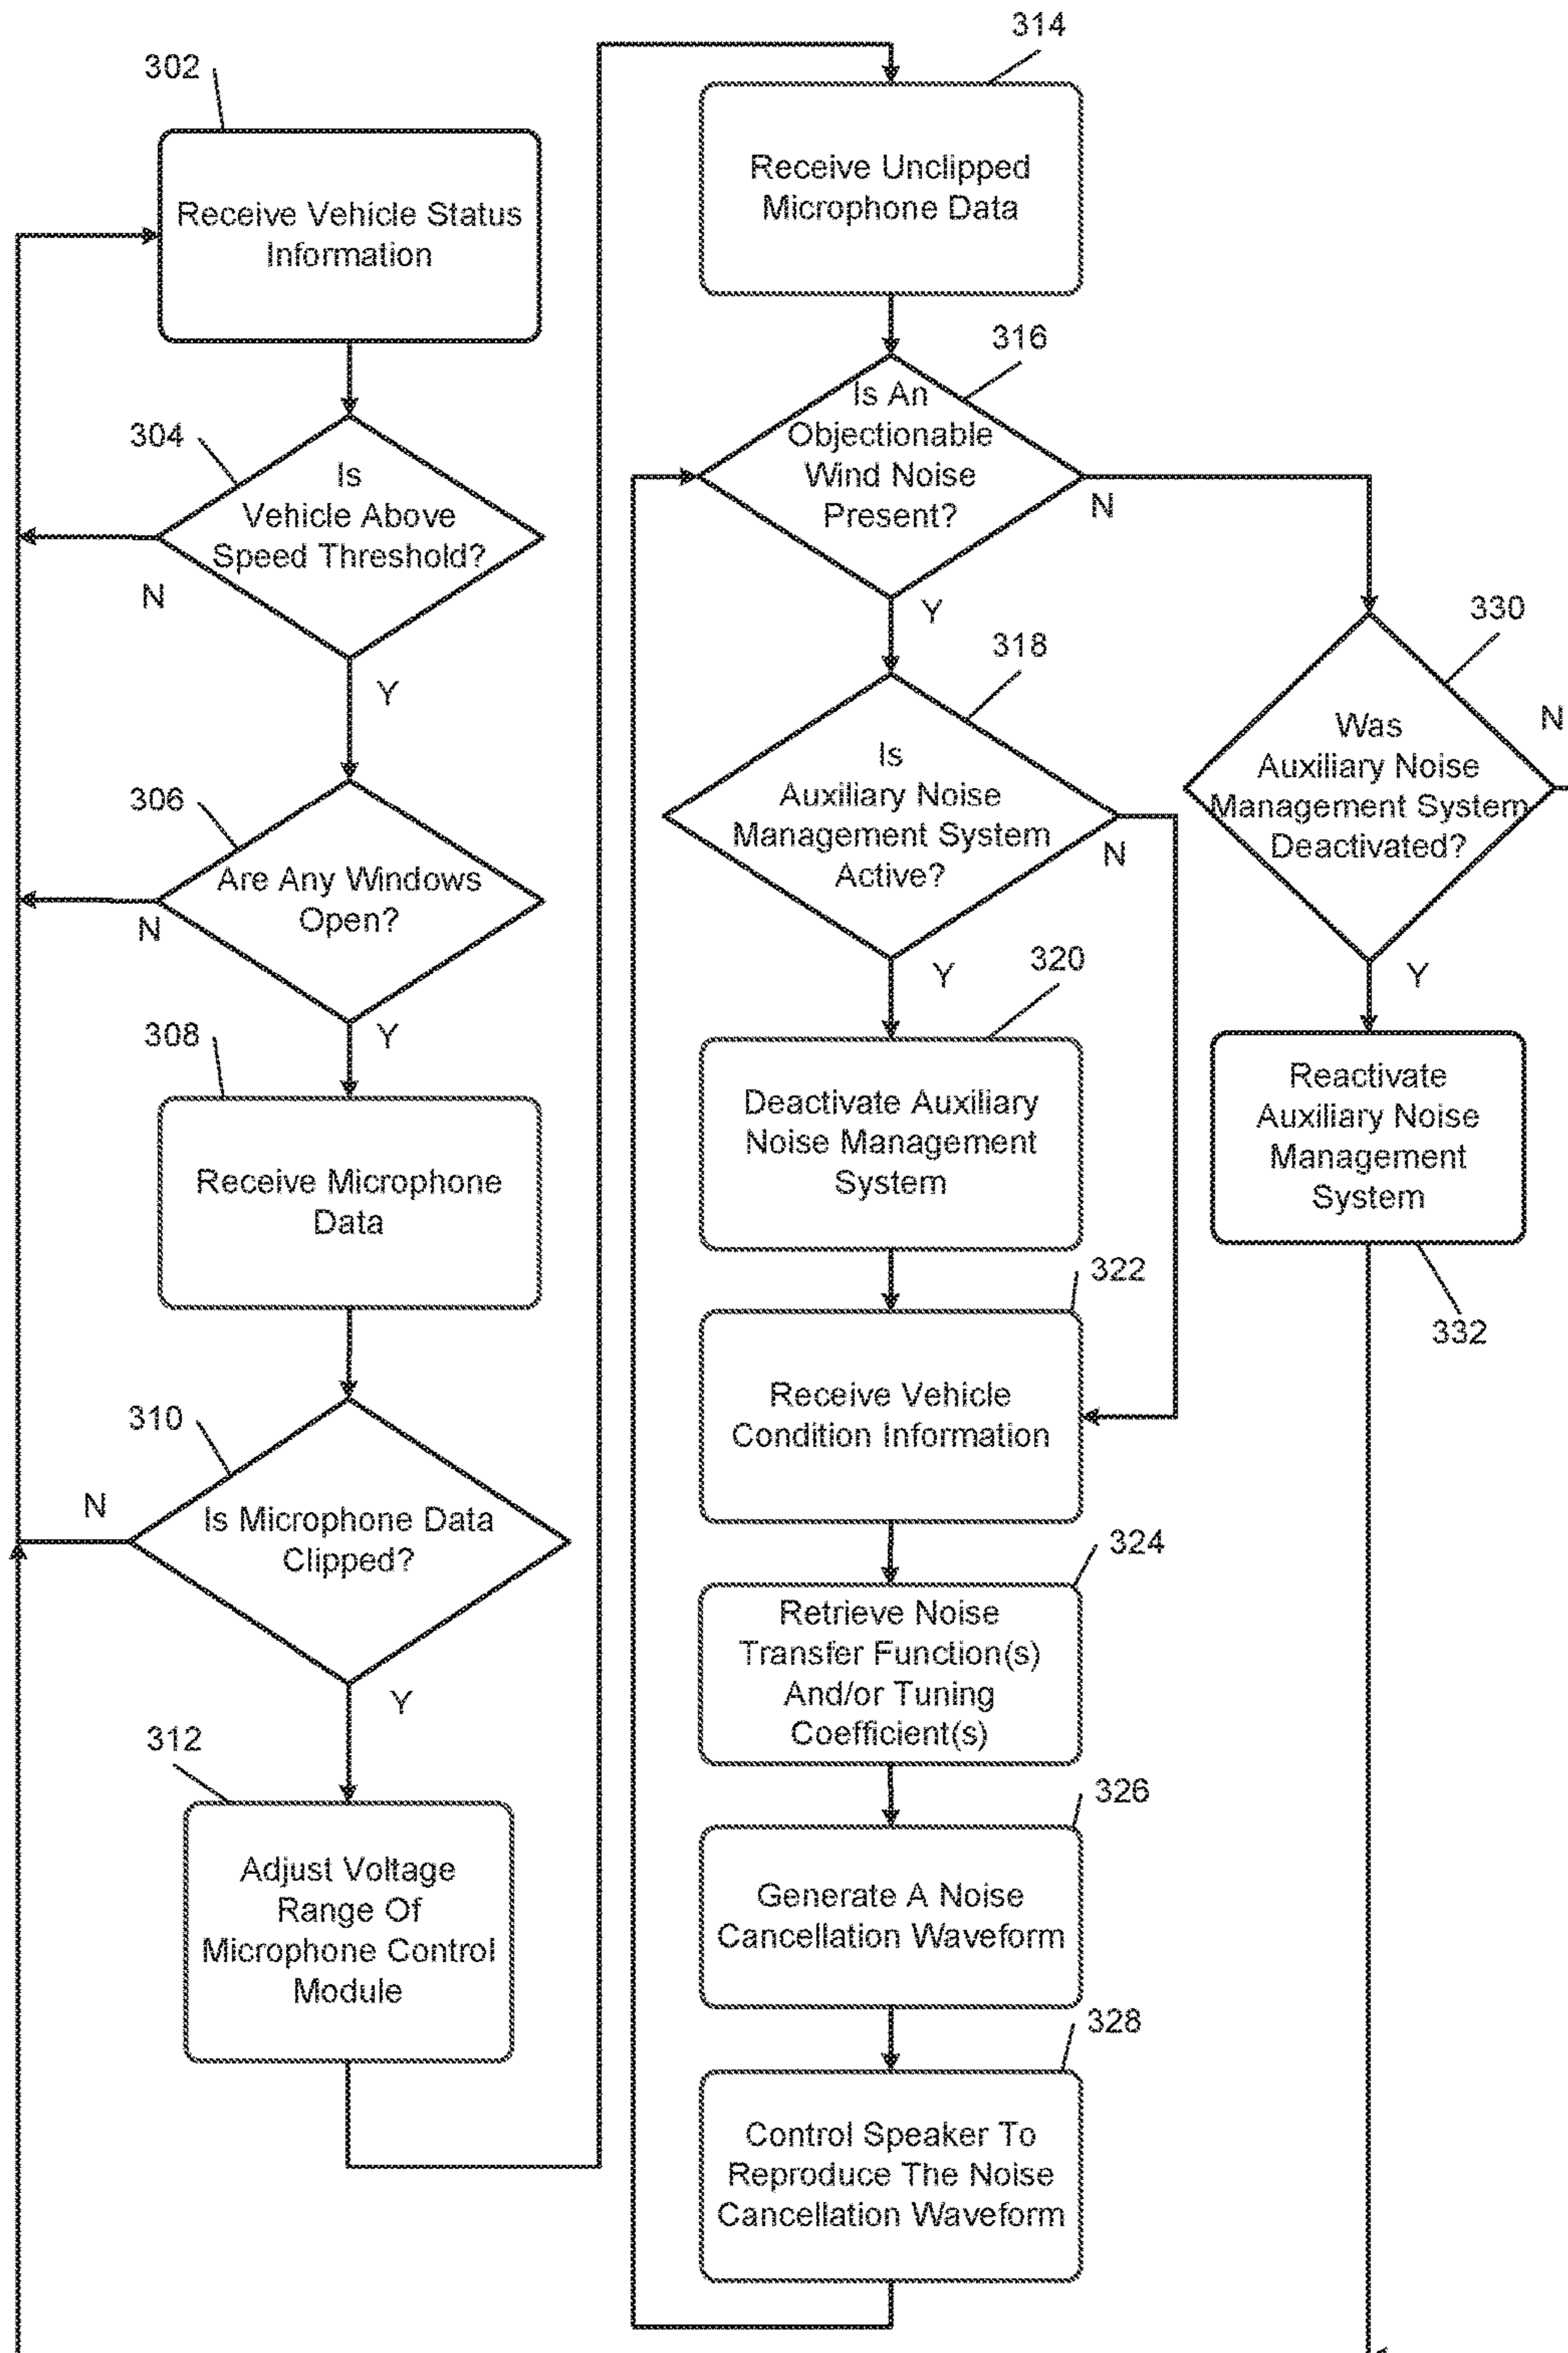 302
Receive Vehicle Status
Information
304
Is
Vehicle Above
Speed Threshold?
N
Y
306
Are Any Windows
Open?
N
Y
308
Receive Microphone
Data
310
Is Microphone Data
Clipped?
N
Y
312
Adjust Voltage
Range Of
Microphone Control
Module
314
Receive Unclipped
Microphone Data
316
Is An
Objectionable
Wind Noise
Present?
N
Y
318
Is
Auxiliary Noise
Management System
Active?
N
Y
320
Deactivate Auxiliary
Noise Management
System
322
Receive Vehicle
Condition Information
324
Retrieve Noise
Transfer Function(s)
And/or Tuning
Coefficient(s)
326
Generate A Noise
Cancellation Waveform
328
Control Speaker To
Reproduce The Noise
Cancellation Waveform
330
Was
Auxiliary Noise
Management System
Deactivated?
N
Y
Reactivate
Auxiliary Noise
Management
System
332